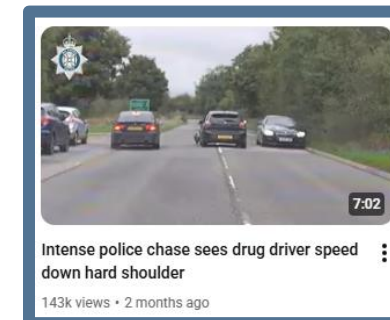 7:02
Intense police chase sees drug driver speed
down hard shoulder
143k views • 2 months ago